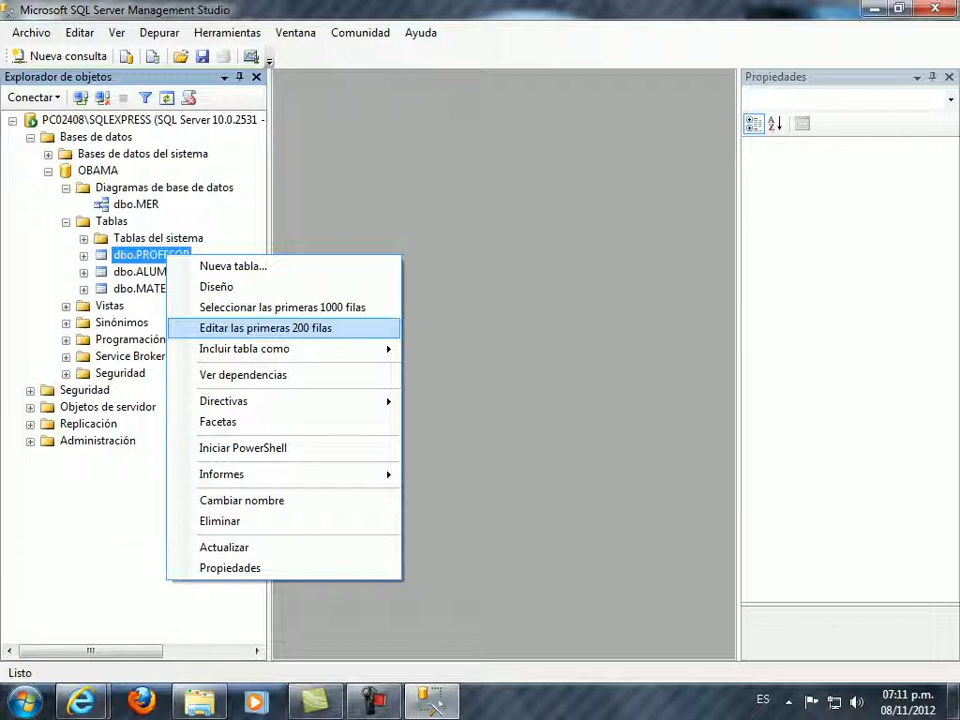 Microsoft SQL Server Management Studio
Archivo Editar Ver Depurar Herramientas Ventana Comunidad Ayuda
Nueva consulta
Explorador de objetos
Propiedades
Conectar
PC02408\SQLEXPRESS (SQL Server 10.0.2531 -
Bases de datos
Bases de datos del sistema
OBAMA
Diagramas de base de datos
dbo.MER
Tablas
Tablas del sistema
dbo.PROFESOR
dbo.ALUM
dbo.MATE
Vistas
Sinónimos
Programación
Service Broker
Seguridad
Seguridad
Objetos de servidor
Replicación
Administración
Nueva tabla...
Diseño
Seleccionar las primeras 1000 filas
Editar las primeras 200 filas
Incluir tabla como
Ver dependencias
Directivas
Facetas
Iniciar PowerShell
Informes
Cambiar nombre
Eliminar
Actualizar
Propiedades
Listo
ES
07:11 p.m.
08/11/2012